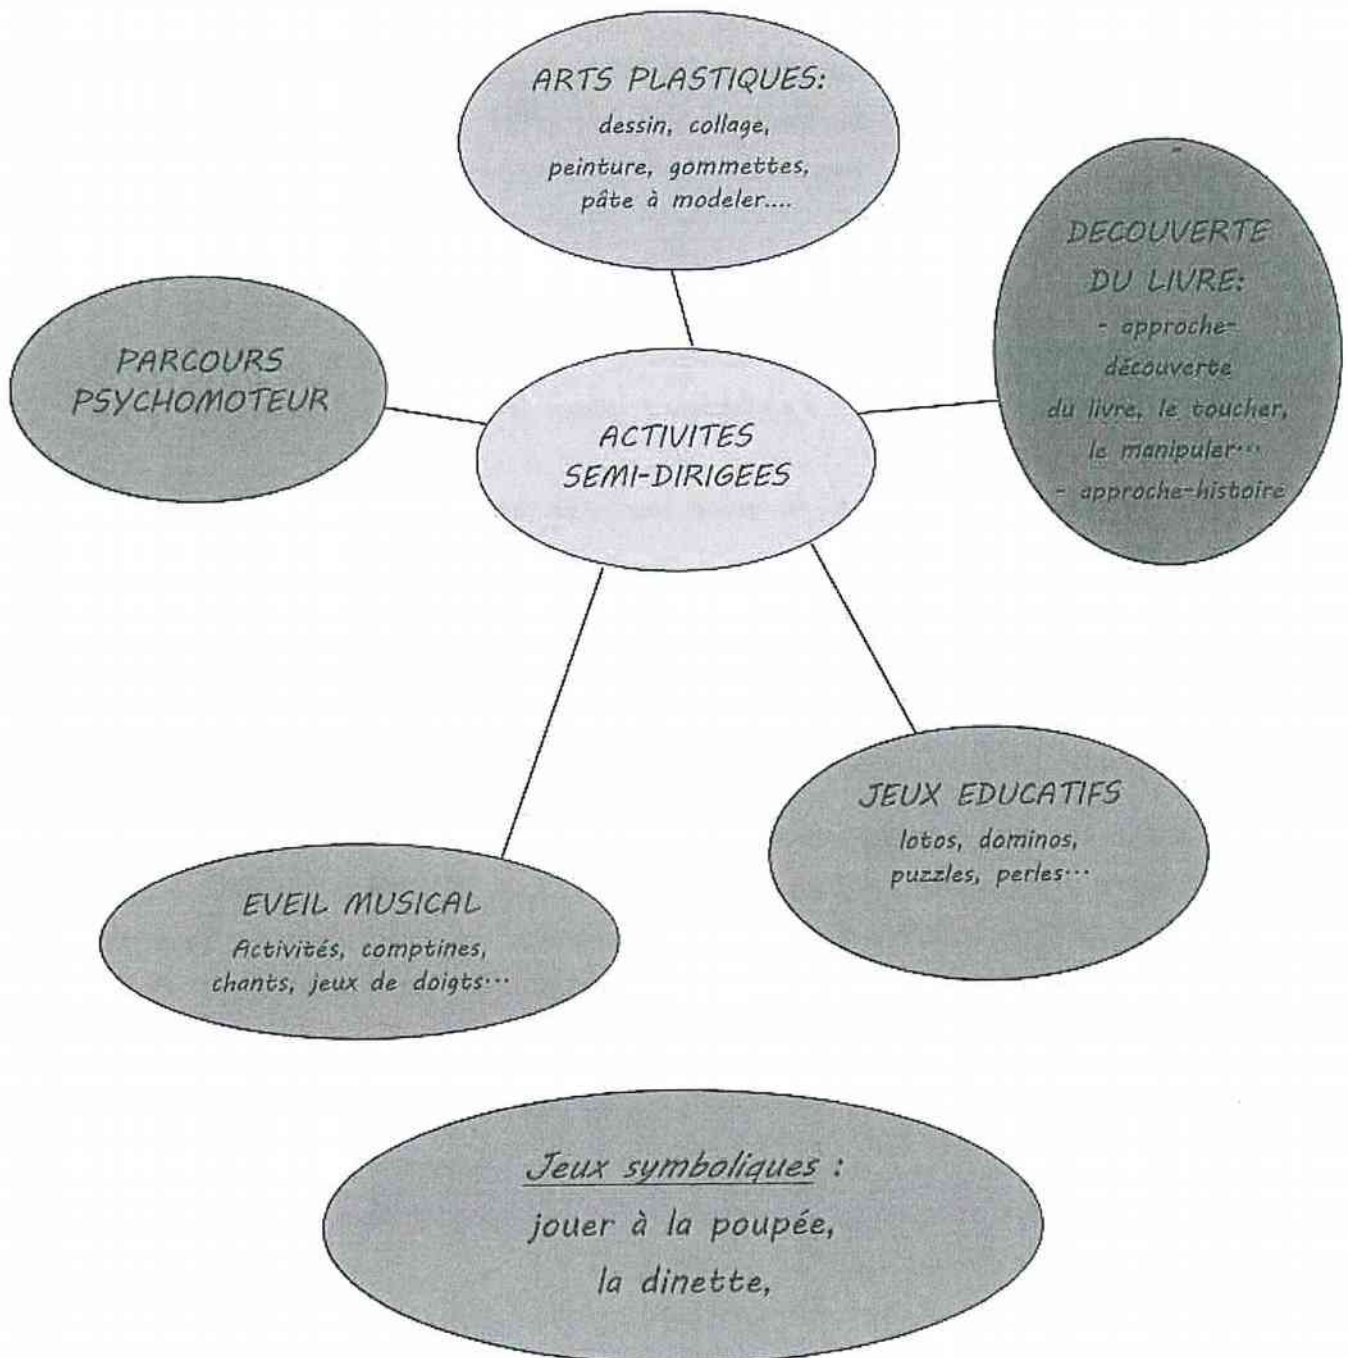 ARTS PLASTIQUES:
dessin, collage,
peinture, gommettes,
pâte à modeler....
DECOUVERTE
DU LIVRE:
- approche-
découverte
du livre, le toucher,
le manipuler...
- approche-histoire
PARCOURS
PSYCHOMOTEUR
ACTIVITES
SEMI-DIRIGEES
JEUX EDUCATIFS
lotos, dominos,
puzzles, perles...
EVEIL MUSICAL
Activités, comptines,
chants, jeux de doigts...
Jeux symboliques :
jouer à la poupée,
la dinette,